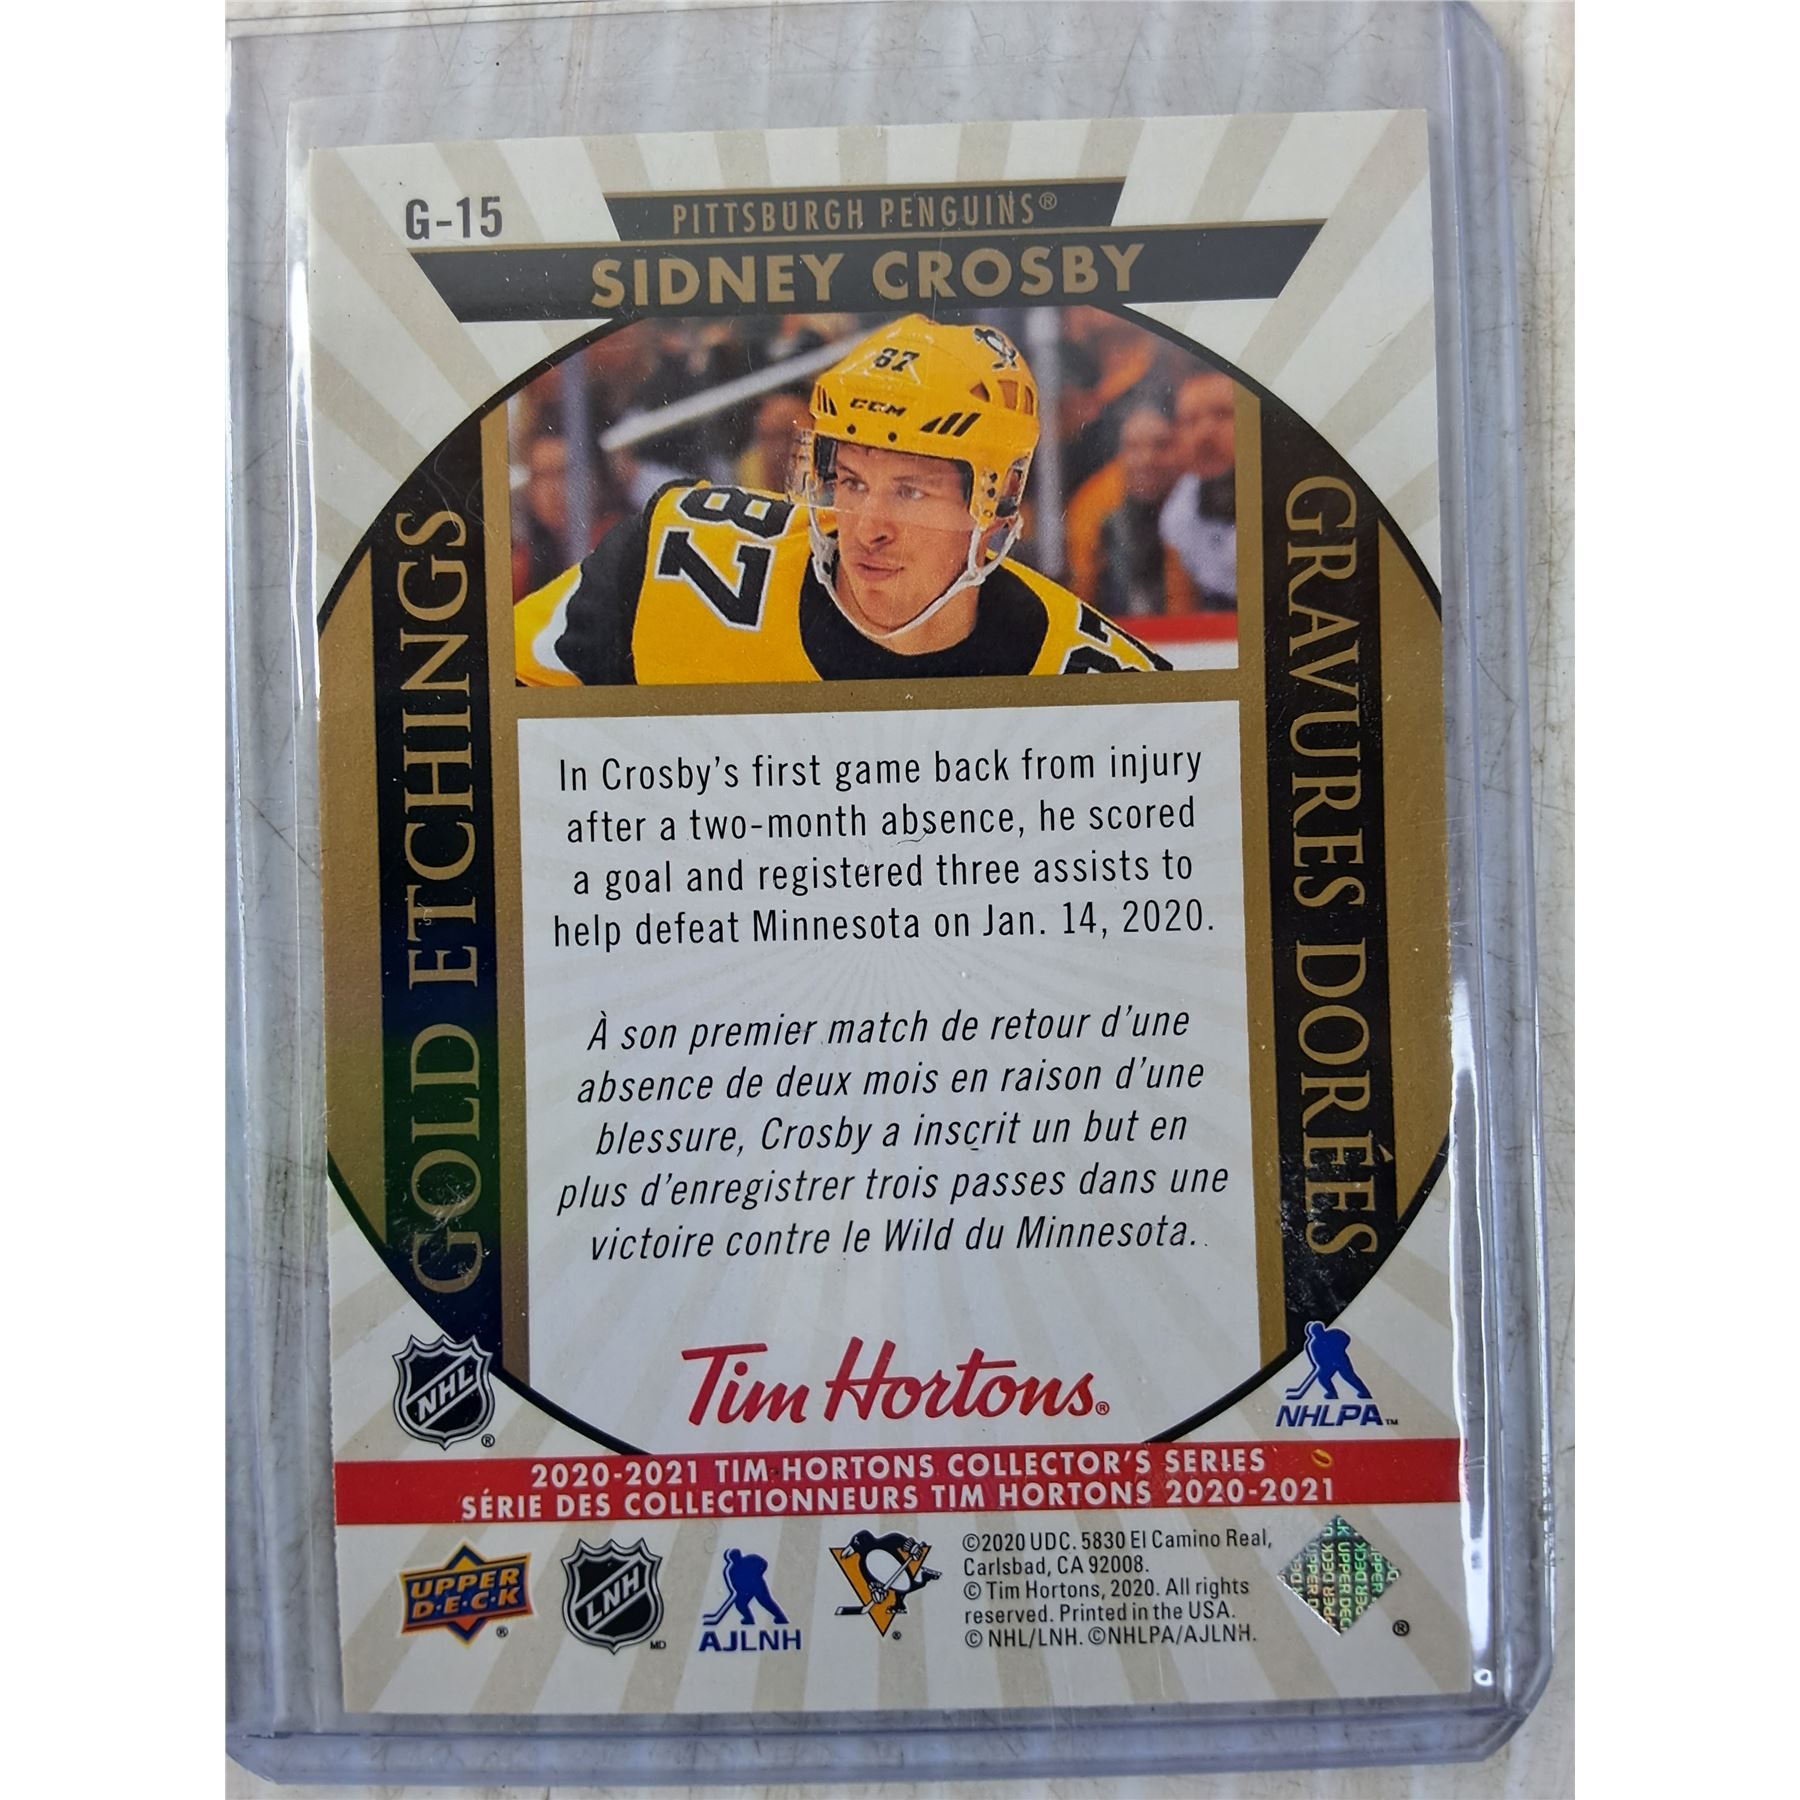 G-15
PITTSBURGH PENGUINS®
SIDNEY CROSBY
87
CCM
87
GOLD ETCHINGS
GRAVURES DORÉES
In Crosby's first game back from injury
after a two-month absence, he scored
a goal and registered three assists to
help defeat Minnesota on Jan. 14, 2020.
À son premier match de retour d'une
absence de deux mois en raison d'une
blessure, Crosby a inscrit un but en
plus d'enregistrer trois passes dans une
victoire contre le Wild du Minnesota.
NHL ®
Tim Hortons®
NHLPA™
2020-2021 TIM HORTONS COLLECTOR'S SERIES
SÉRIE DES COLLECTIONNEURS TIM HORTONS 2020-2021
UPPER
D·E·C·K ®
LNH MD
AJLNH
®
©2020 UDC. 5830 El Camino Real,
Carlsbad, CA 92008.
© Tim Hortons, 2020. All rights
reserved. Printed in the USA.
© NHL/LNH. ©NHLPA/AJLNH.
UPPER DECK
®